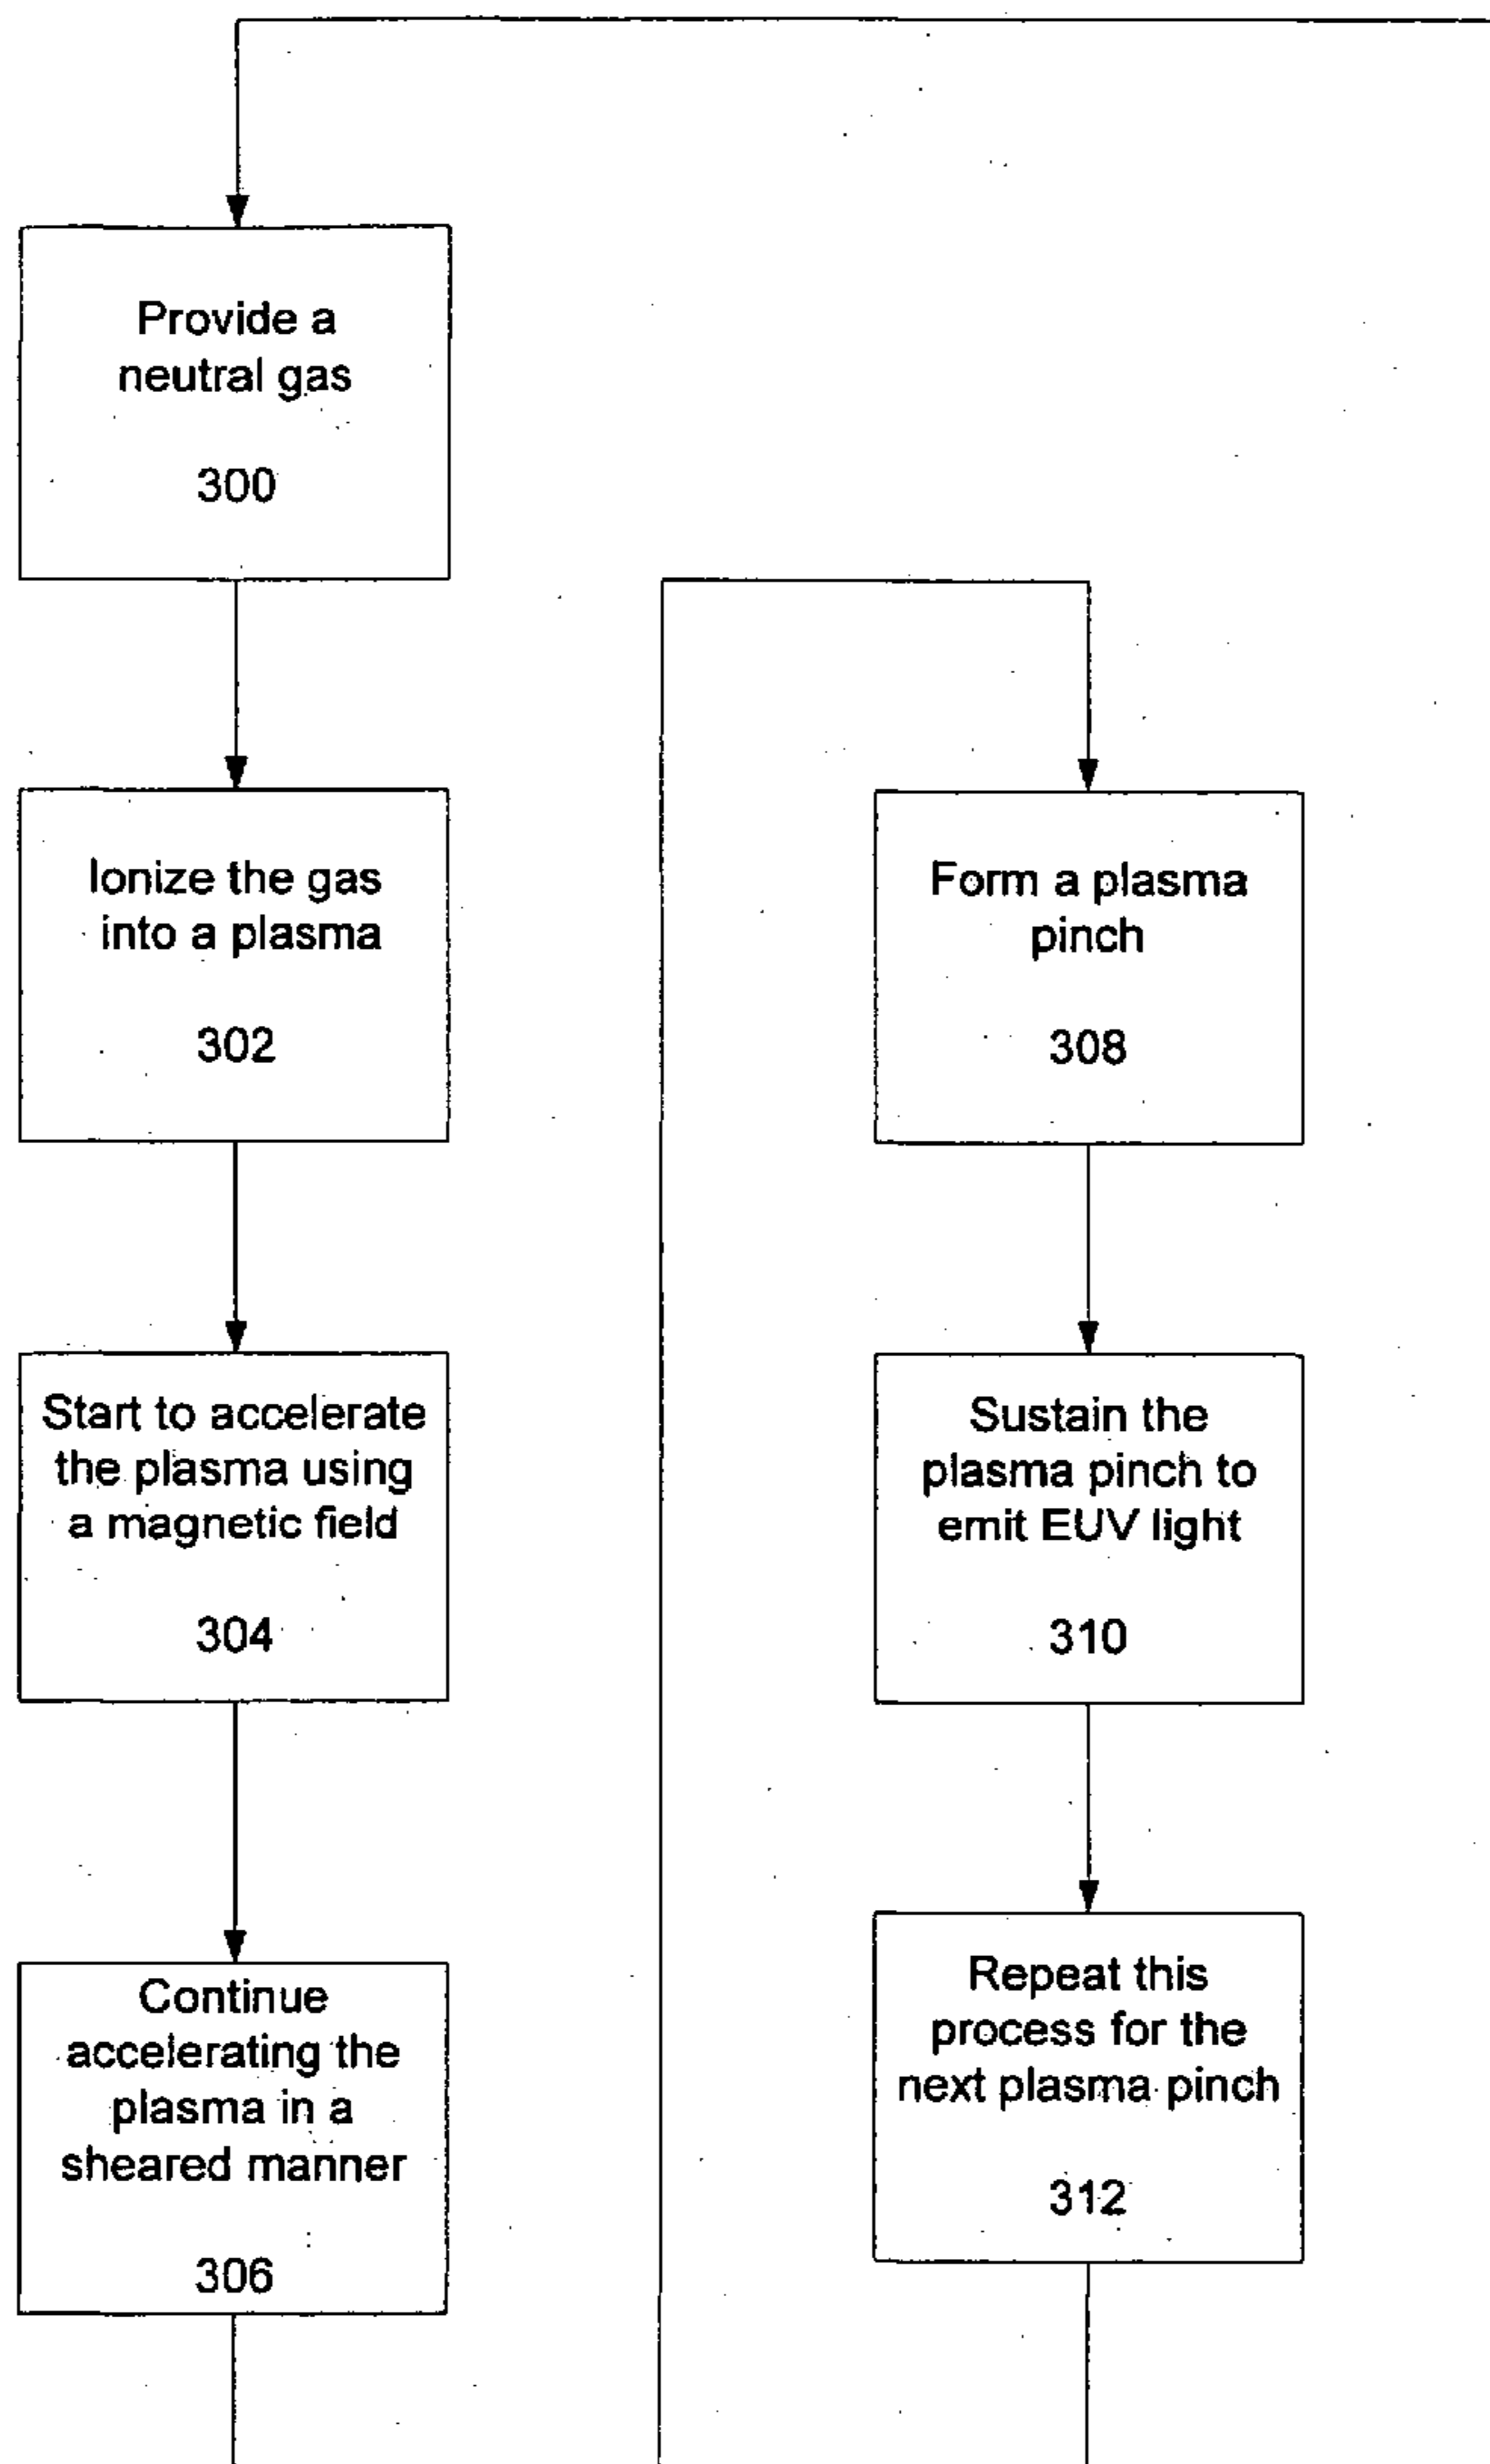 Provide a
neutral gas
300
Ionize the gas
into a plasma
302
Start to accelerate
the plasma using
a magnetic field
304
Continue
accelerating the
plasma in a
sheared manner
306
Form a plasma
pinch
308
Sustain the
plasma pinch to
emit EUV light
310
Repeat this
process for the
next plasma pinch
312